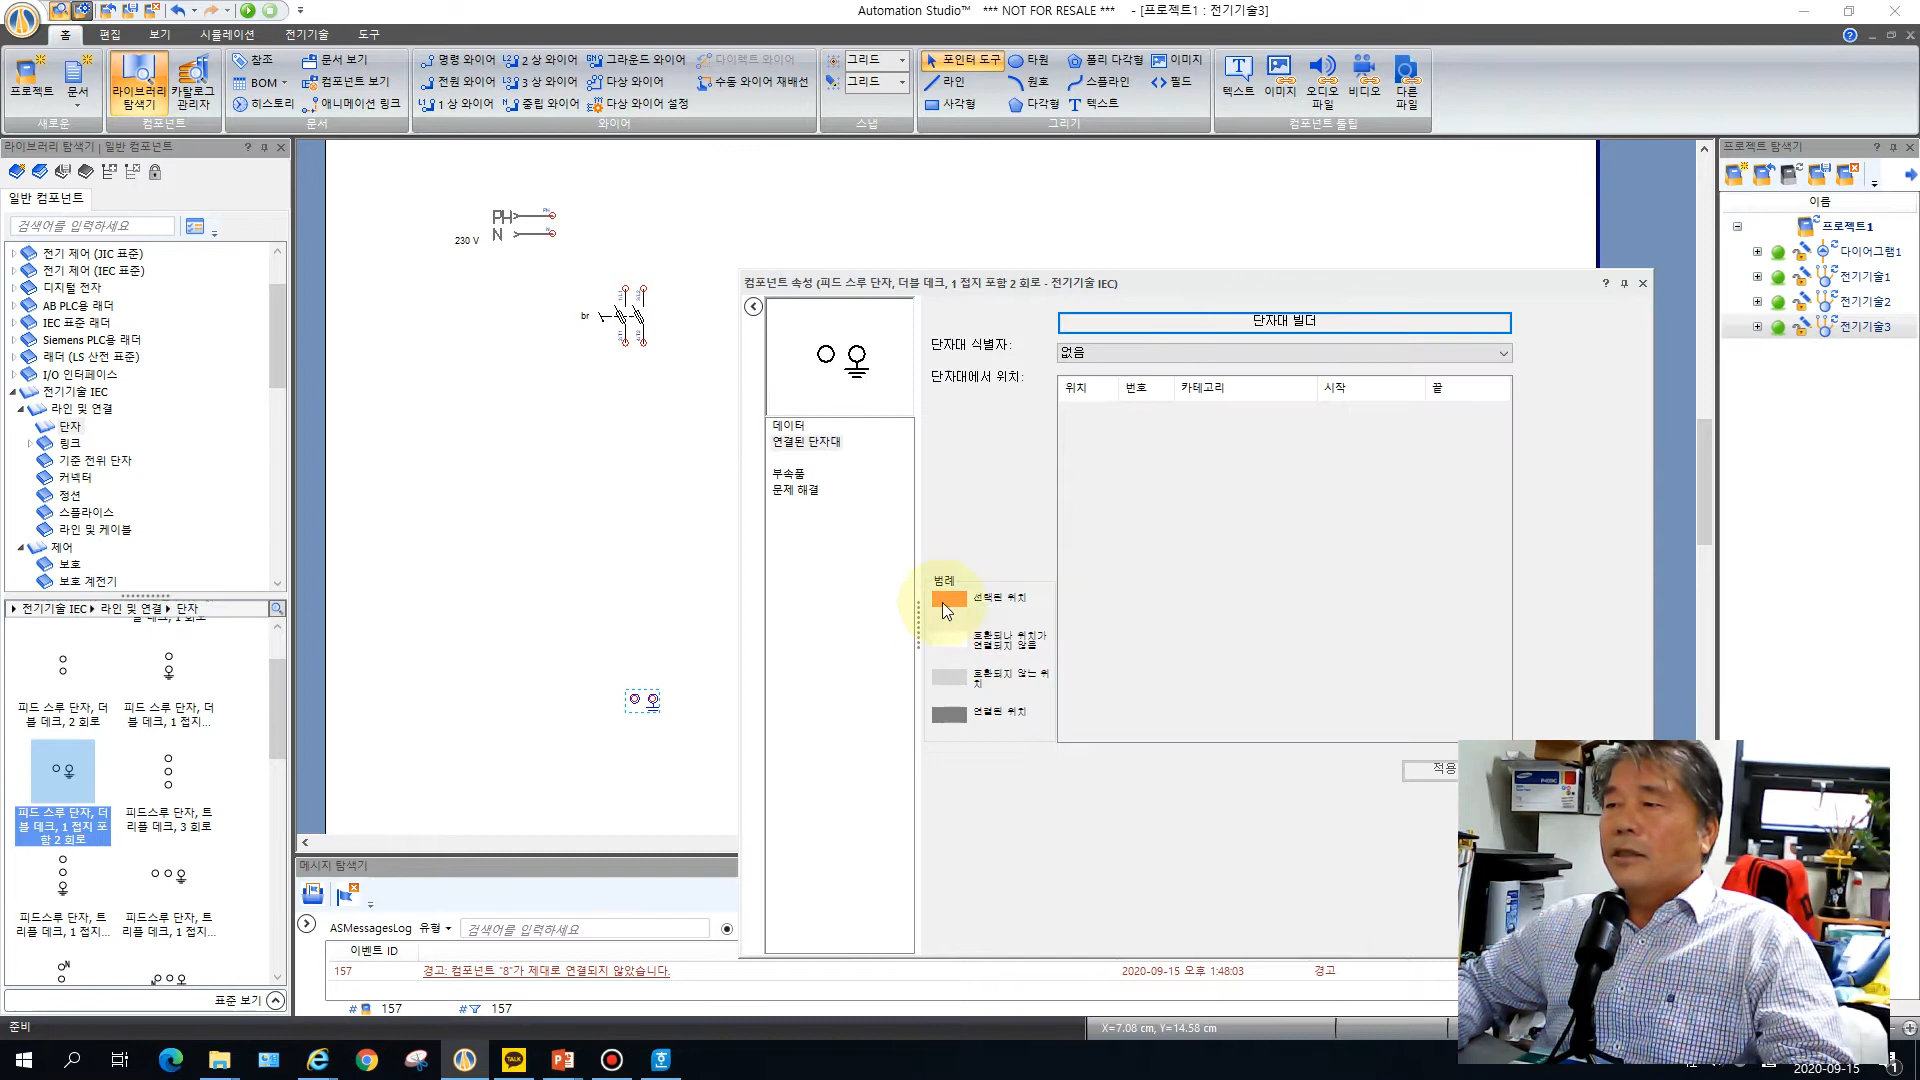 Automation Studio™ *** NOT FOR RESALE *** - [프로젝트1 : 전기기술3]
홈 편집 보기 시뮬레이션 전기기술 도구
프로젝트 문서 새로운
라이브러리 탐색기 카탈로그 관리자 컴포넌트
참조 문서 보기
BOM 컴포넌트 보기
히스토리 애니메이션 링크
문서
명령 와이어 2 상 와이어 그라운드 와이어 다이렉트 와이어
전원 와이어 3 상 와이어 다상 와이어 수동 와이어 재배선
1 상 와이어 중립 와이어 다상 와이어 설정
와이어
그리드
그리드
스냅
포인터 도구 타원 폴리 다각형 이미지
라인 원호 스플라인 필드
사각형 다각형 텍스트
그리기
텍스트 이미지 오디오 파일 비디오 다른 파일
컴포넌트 툴팁
라이브러리 탐색기 | 일반 컴포넌트
일반 컴포넌트
검색어를 입력하세요
전기 제어 (JIC 표준)
전기 제어 (IEC 표준)
디지털 전자
AB PLC용 래더
IEC 표준 래더
Siemens PLC용 래더
래더 (LS 산전 표준)
I/O 인터페이스
전기기술 IEC
라인 및 연결
단자
링크
기준 전위 단자
커넥터
정션
스플라이스
라인 및 케이블
제어
보호
보호 계전기
전기기술 IEC 라인 및 연결 단자
피드 스루 단자, 더블 데크, 2 회로
피드 스루 단자, 더블 데크, 1 접지...
피드 스루 단자, 더블 데크, 1 접지 포함 2 회로
피드스루 단자, 트리플 데크, 3 회로
피드스루 단자, 트리플 데크, 1 접지...
피드스루 단자, 트리플 데크, 1 접지...
표준 보기
준비
PH
N
230 V
br
컴포넌트 속성 (피드 스루 단자, 더블 데크, 1 접지 포함 2 회로 - 전기기술 IEC)
데이터
연결된 단자대
부속품
문제 해결
단자대 빌더
단자대 식별자: 없음
단자대에서 위치:
위치 번호 카테고리 시작 끝
범례
선택된 위치
호환되나 위치가 연결되지 않음
호환되지 않는 위치
연결된 위치
적용
메시지 탐색기
ASMessagesLog 유형 검색어를 입력하세요
이벤트 ID
157 경고: 컴포넌트 "8"가 제대로 연결되지 않았습니다. 2020-09-15 오후 1:48:03 경고
# 157 # 157
X=7.08 cm, Y=14.58 cm
프로젝트 탐색기
이름
프로젝트1
다이어그램1
전기기술1
전기기술2
전기기술3
TALK
2020-09-15